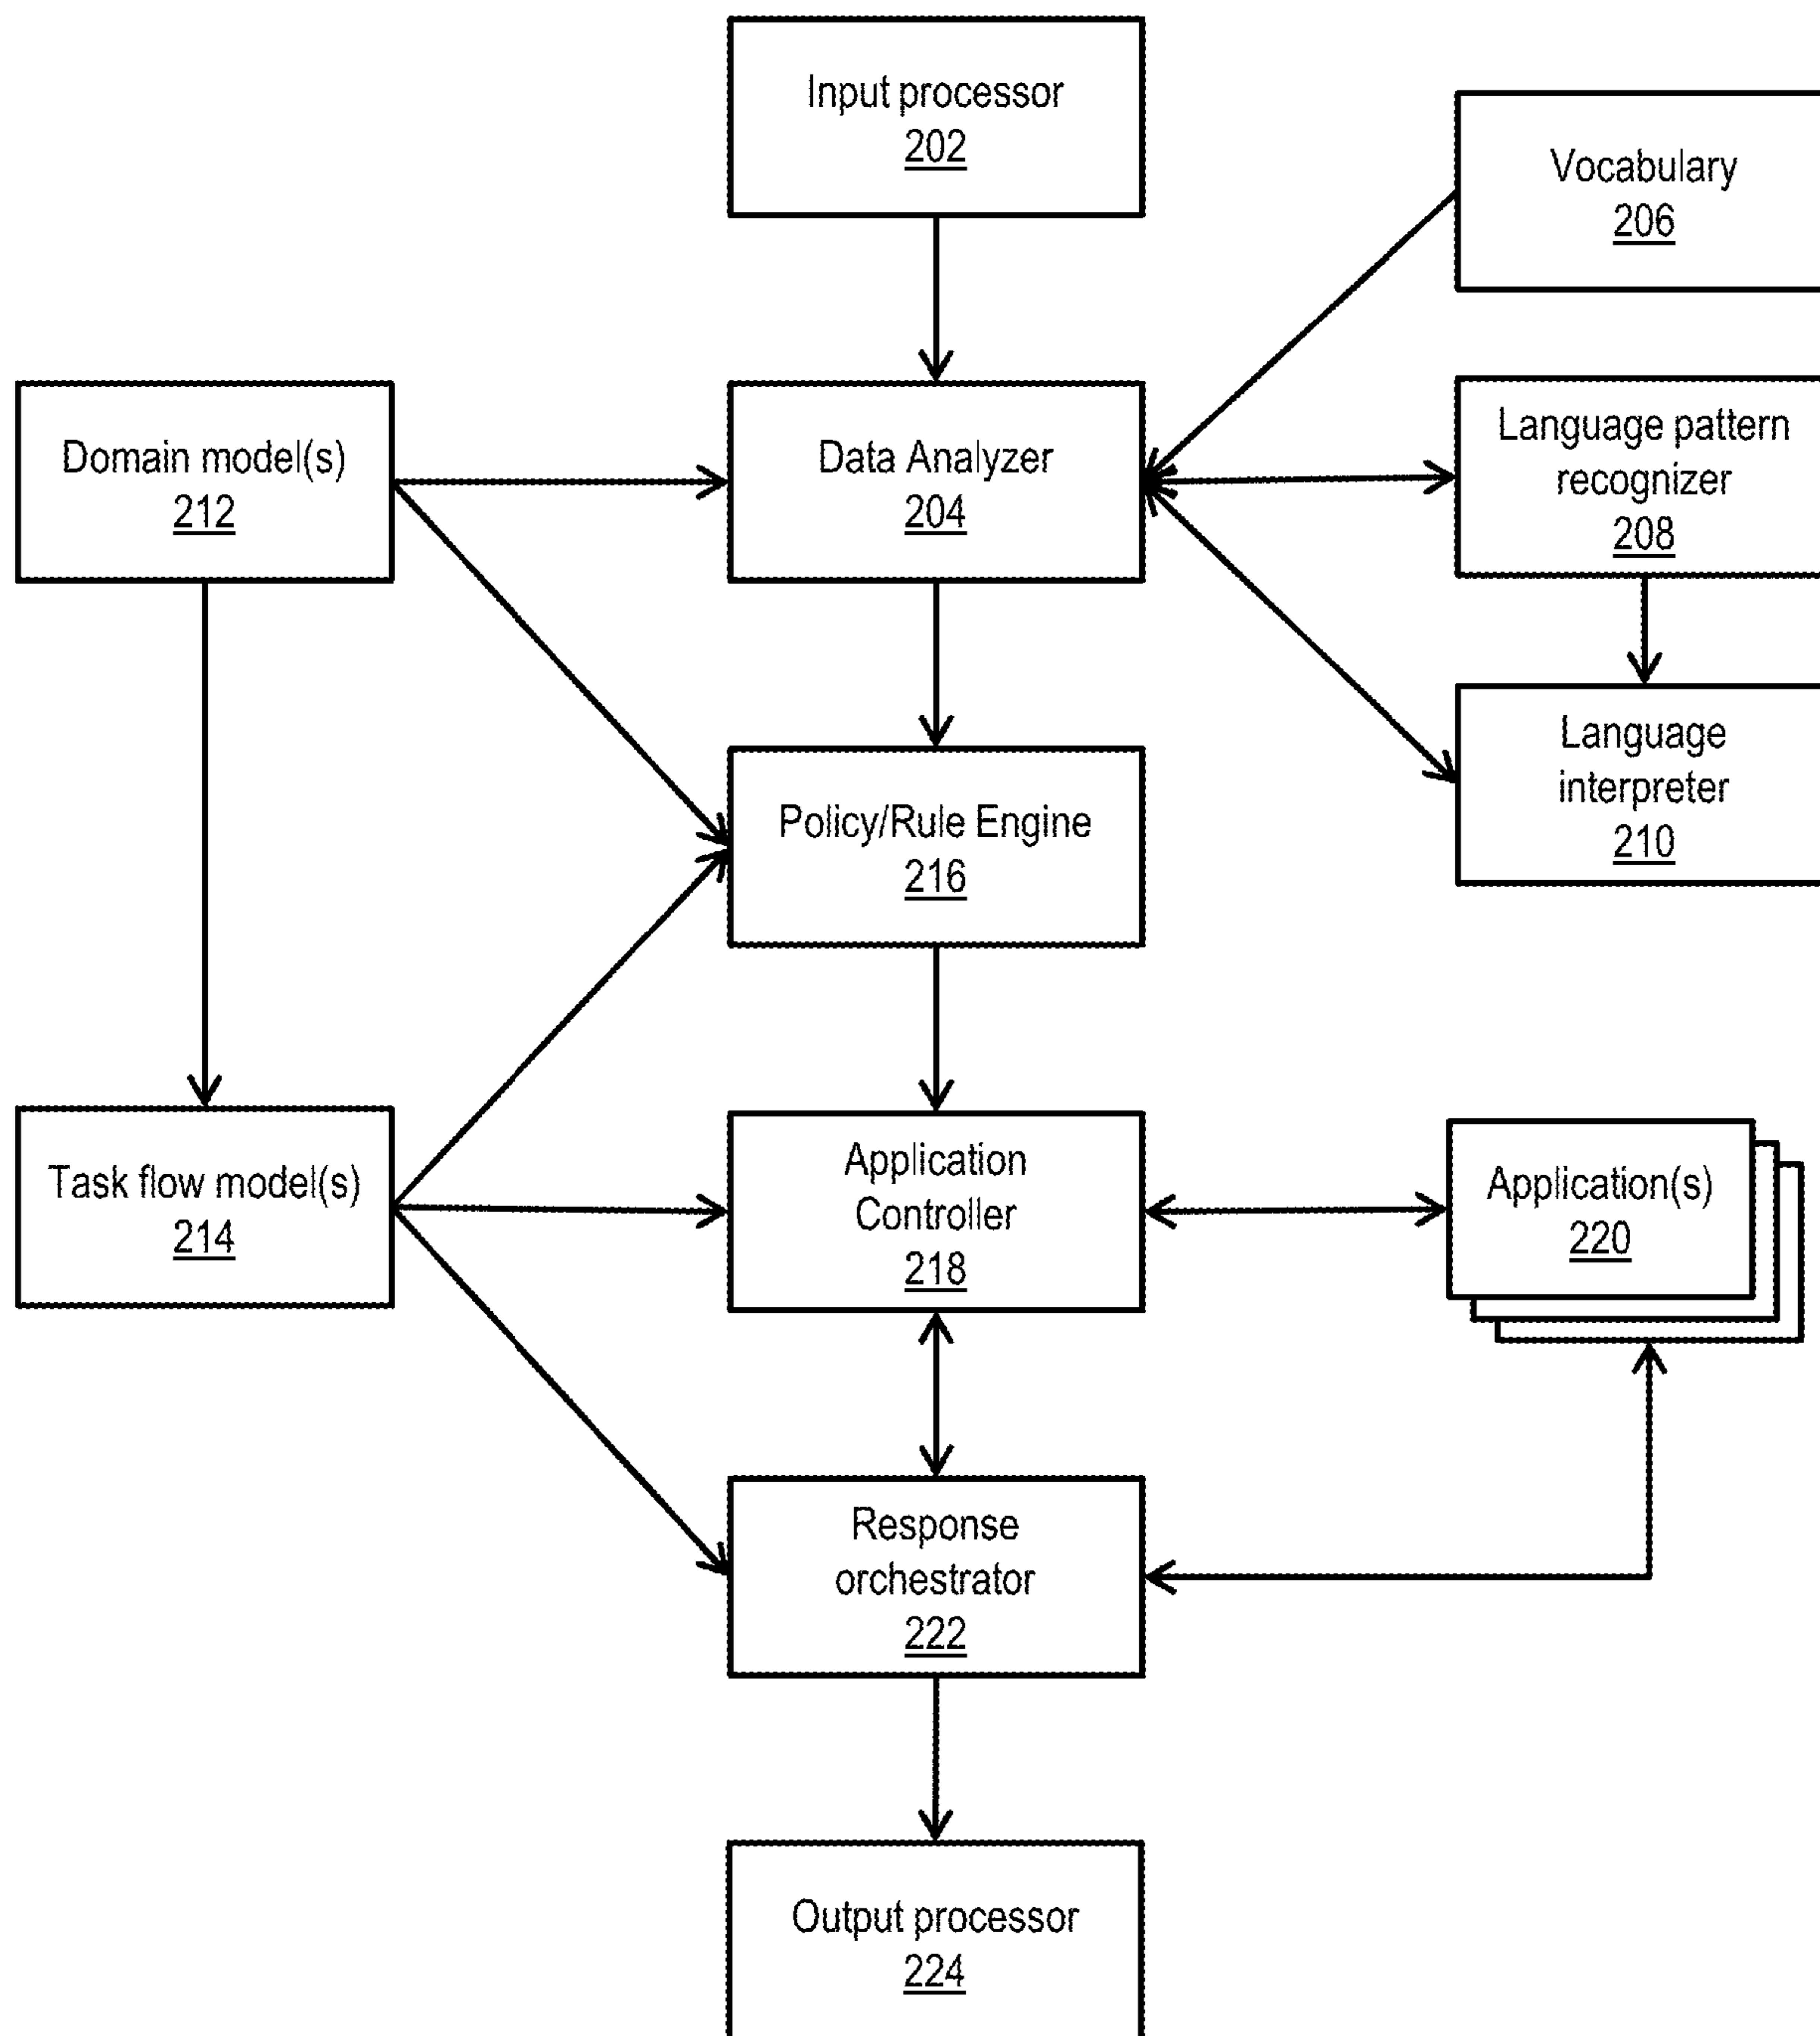 Input processor
202
Vocabulary
206
Domain model(s)
212
Data Analyzer
204
Language pattern
recognizer
208
Language
interpreter
210
Policy/Rule Engine
216
Task flow model(s)
214
Application
Controller
218
Application(s)
220
Response
orchestrator
222
Output processor
224